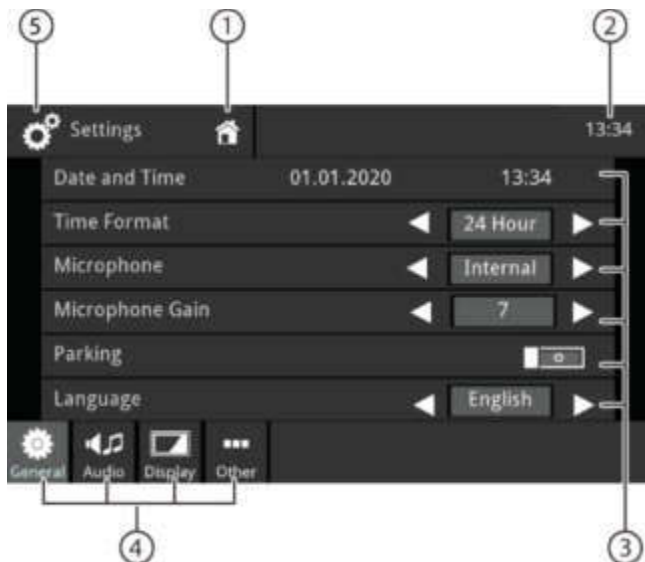 5 1 2
Settings 13:34
Date and Time 01.01.2020 13:34
Time Format 24 Hour
Microphone Internal
Microphone Gain 7
Parking
Language English
General Audio Display Other
4 3